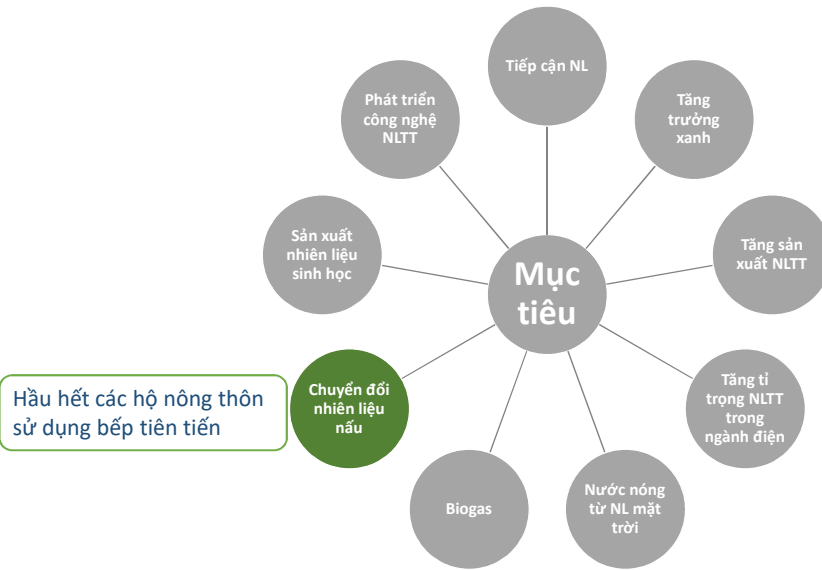 Tiếp cận NL
Phát triển
công nghệ
NLTT
Tăng
trưởng
xanh
Sản xuất
nhiên liệu
sinh học
Mục
tiêu
Tăng sản
xuất NLTT
Hầu hết các hộ nông thôn
sử dụng bếp tiên tiến
Chuyển đổi
nhiên liệu
nấu
Tăng tỉ
trọng NLTT
trong
ngành điện
Biogas
Nước nóng
từ NL mặt
trời